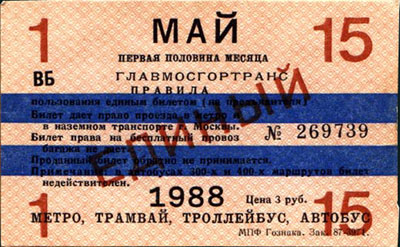 1 МАЙ 15
ПЕРВАЯ ПОЛОВИНА МЕСЯЦА
ВБ ГЛАВМОСГОРТРАНС
ПРАВИЛА
пользования единым билетом (на предъявителя)
Билет дает право проезда в метро и
в наземном транспорте г. Москвы.
Билет права на бесплатный провоз
багажа не дает.
№ 269739
Проданный билет обратно не принимается.
Примечание: в автобусах 300-х и 400-х маршрутов билет
недействителен.
ЕДИНЫЙ
1 1988 Цена 3 руб. 15
МЕТРО, ТРАМВАЙ, ТРОЛЛЕЙБУС, АВТОБУС
МПФ Гознака. Зак.